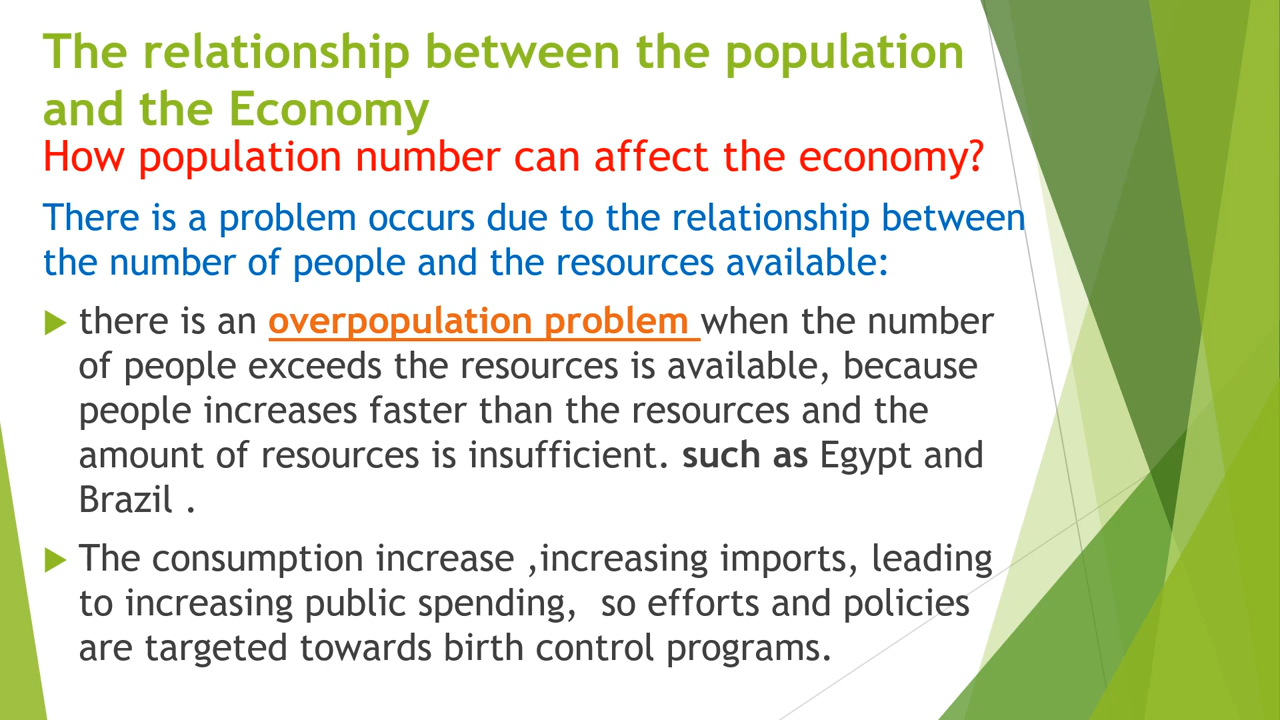 The relationship between the population
and the Economy
How population number can affect the economy?
There is a problem occurs due to the relationship between
the number of people and the resources available:
there is an overpopulation problem when the number
of people exceeds the resources is available, because
people increases faster than the resources and the
amount of resources is insufficient. such as Egypt and
Brazil .
The consumption increase ,increasing imports, leading
to increasing public spending,  so efforts and policies
are targeted towards birth control programs.